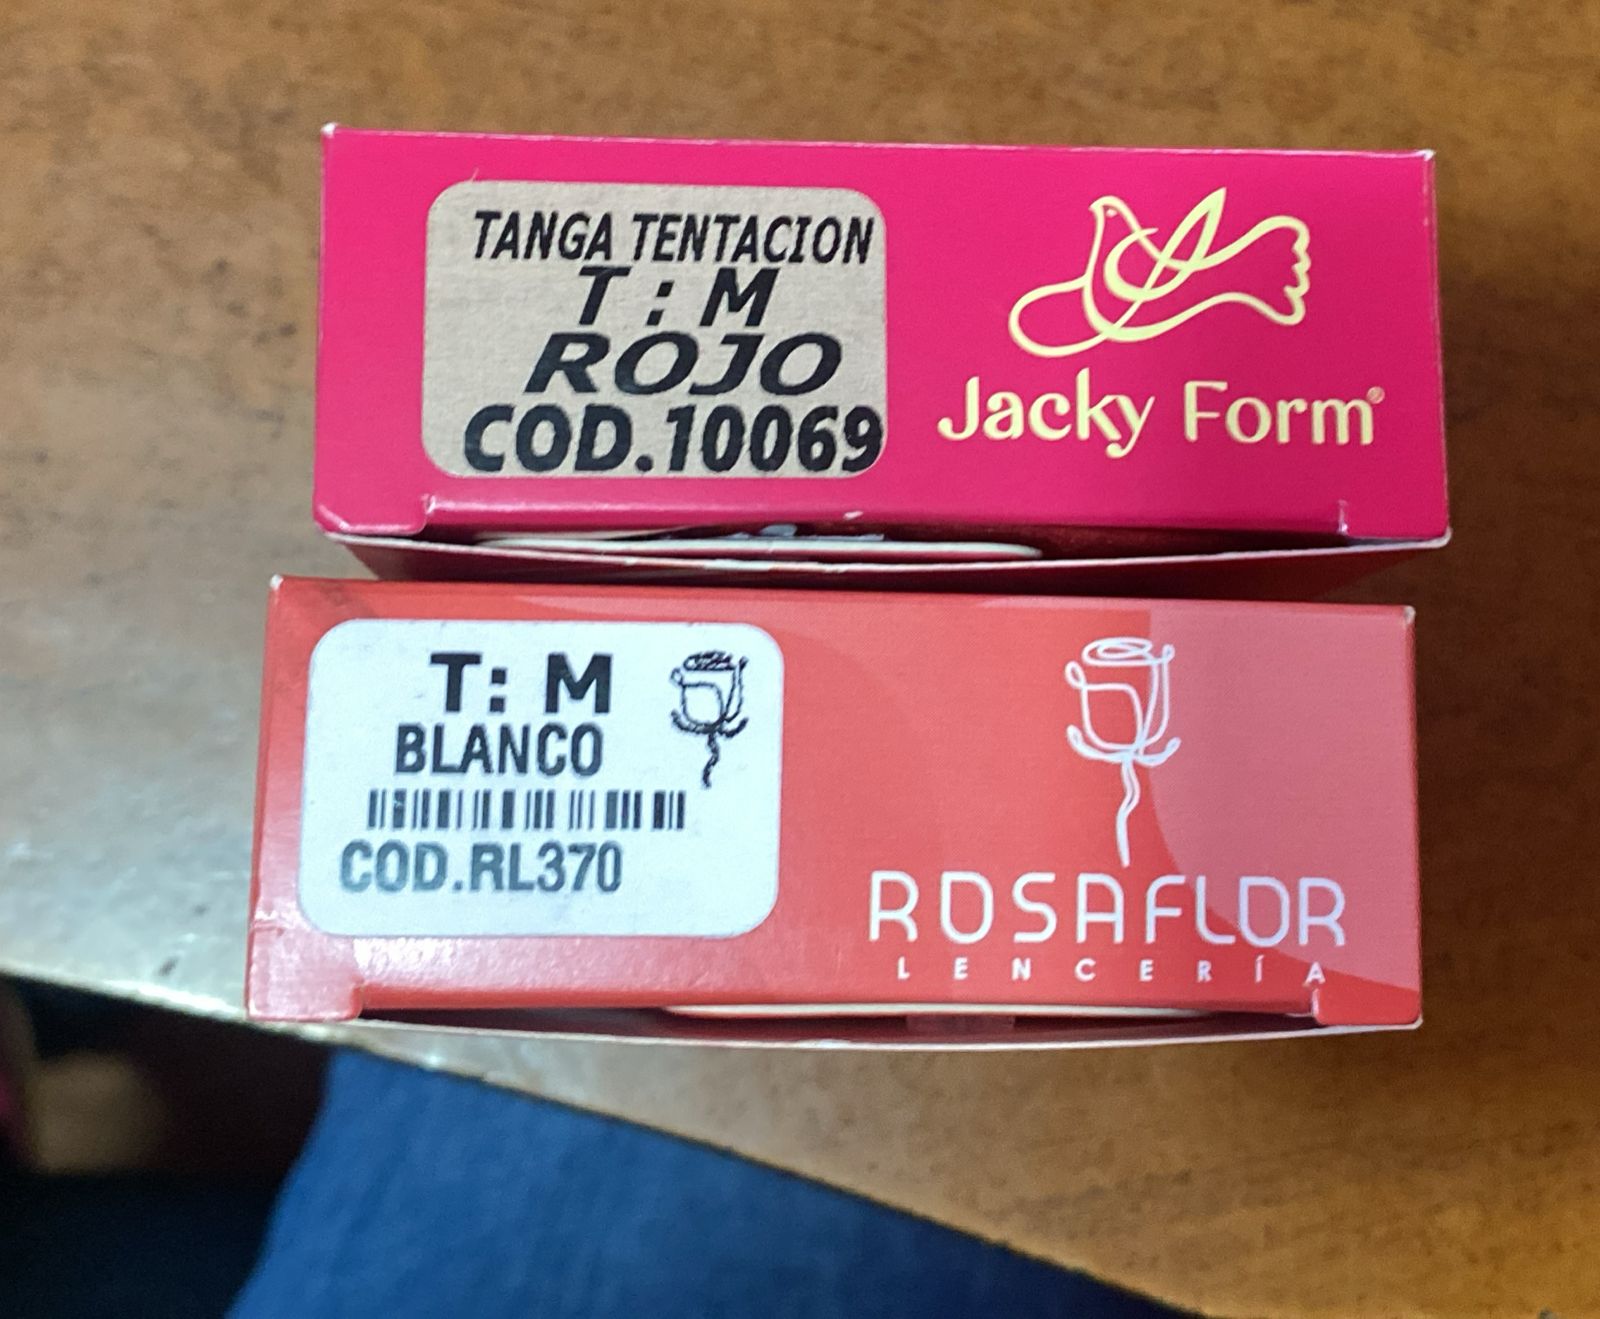 TANGA TENTACION
T : M
ROJO
COD.10069
Jacky Form®
T: M
BLANCO
COD.RL370
ROSAFLOR
LENCERÍA